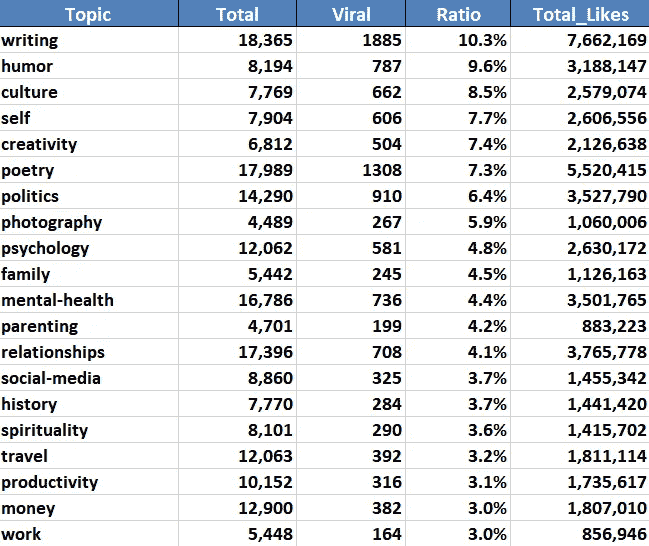 Topic Total Viral Ratio Total_Likes
writing 18,365 1885 10.3% 7,662,169
humor 8,194 787 9.6% 3,188,147
culture 7,769 662 8.5% 2,579,074
self 7,904 606 7.7% 2,606,556
creativity 6,812 504 7.4% 2,126,638
poetry 17,989 1308 7.3% 5,520,415
politics 14,290 910 6.4% 3,527,790
photography 4,489 267 5.9% 1,060,006
psychology 12,062 581 4.8% 2,630,172
family 5,442 245 4.5% 1,126,163
mental-health 16,786 736 4.4% 3,501,765
parenting 4,701 199 4.2% 883,223
relationships 17,396 708 4.1% 3,765,778
social-media 8,860 325 3.7% 1,455,342
history 7,770 284 3.7% 1,441,420
spirituality 8,101 290 3.6% 1,415,702
travel 12,063 392 3.2% 1,811,114
productivity 10,152 316 3.1% 1,735,617
money 12,900 382 3.0% 1,807,010
work 5,448 164 3.0% 856,946